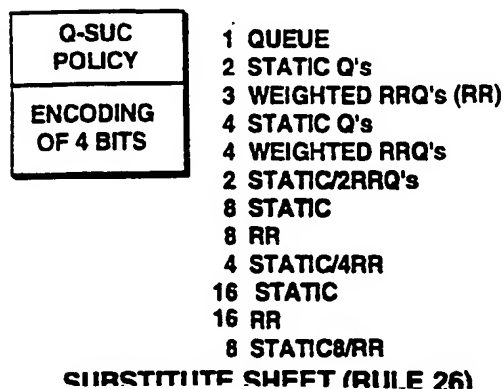 Q-SUC
POLICY
ENCODING
OF 4 BITS
1 QUEUE
2 STATIC Q's
3 WEIGHTED RRQ's (RR)
4 STATIC Q's
4 WEIGHTED RRQ's
2 STATIC/2RRQ's
8 STATIC
8 RR
4 STATIC/4RR
16 STATIC
16 RR
8 STATIC8/RR
SUBSTITUTE SHEET (RULE 26)